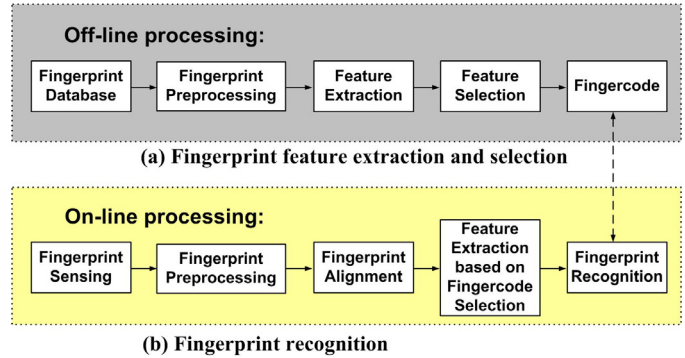 Off-line processing:
Fingerprint
Database
Fingerprint
Preprocessing
Feature
Extraction
Feature
Selection
Fingercode
(a) Fingerprint feature extraction and selection
On-line processing:
Fingerprint
Sensing
Fingerprint
Preprocessing
Fingerprint
Alignment
Feature
Extraction
based on
Fingercode
Selection
Fingerprint
Recognition
(b) Fingerprint recognition